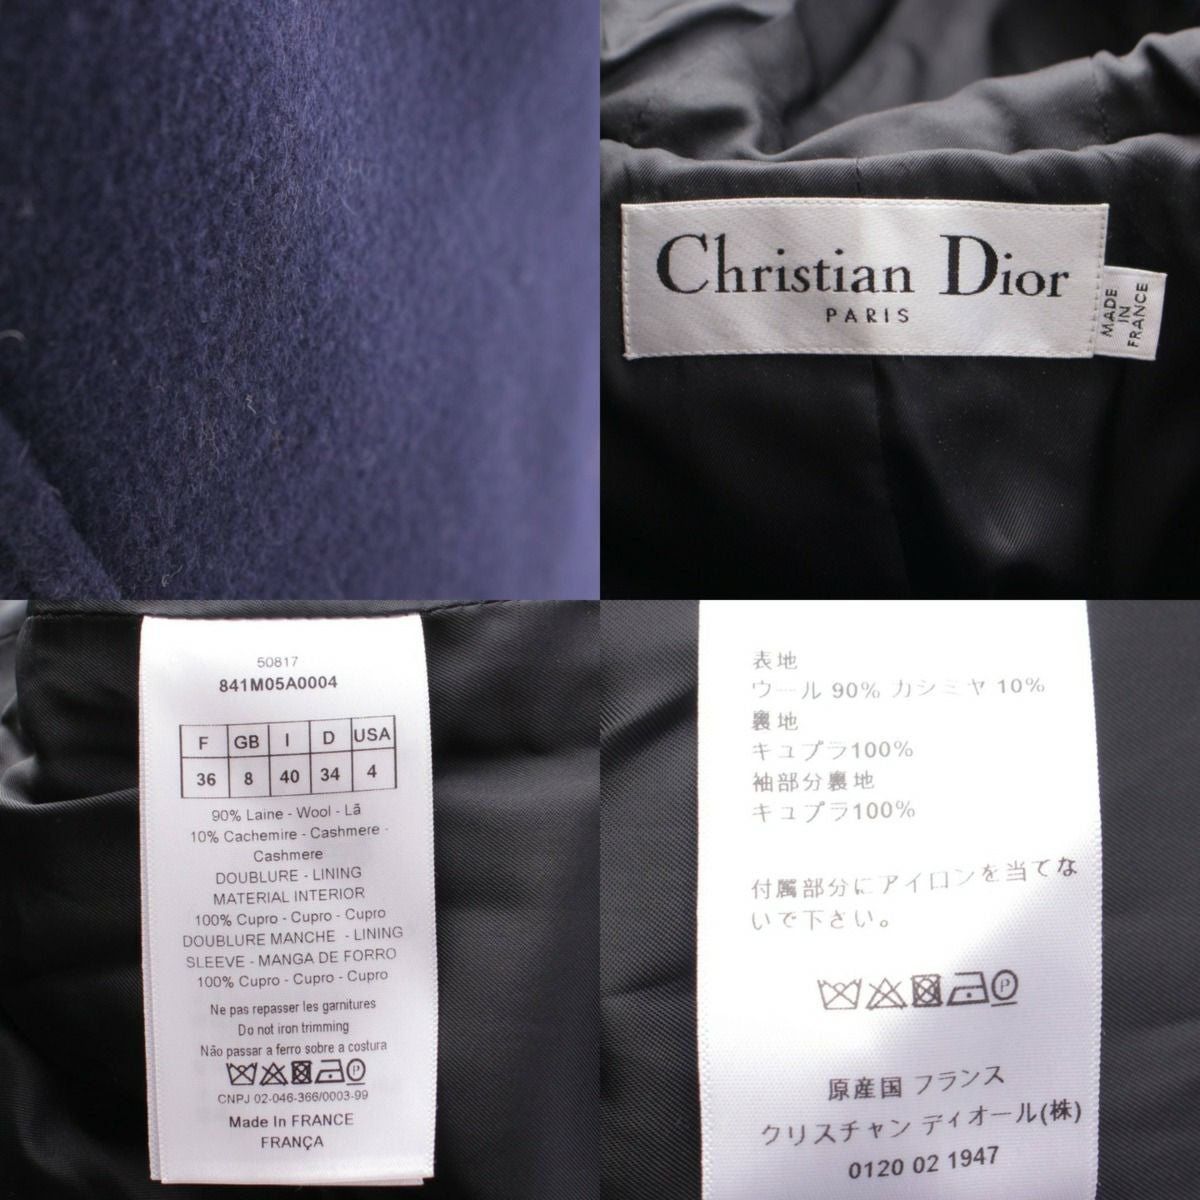 Christian Dior
PARIS
MADE
IN
FRANCE
50817
841M05A0004
F GB I D USA
36 8 40 34 4
90% Laine - Wool - Lã
10% Cachemire - Cashmere -
Cashmere
DOUBLURE - LINING
MATERIAL INTERIOR
100% Cupro - Cupro - Cupro
DOUBLURE MANCHE - LINING
SLEEVE - MANGA DE FORRO
100% Cupro - Cupro - Cupro
Ne pas repasser les garnitures
Do not iron trimming
Não passar a ferro sobre a costura
P
CNPJ 02-046-366/0003-99
Made In FRANCE
FRANÇA
表地
ウール 90% カシミヤ 10%
裏地
キュプラ100%
袖部分裏地
キュプラ100%
付属部分にアイロンを当てな
いで下さい。
P
原産国 フランス
クリスチャン ディオール(株)
0120 02 1947